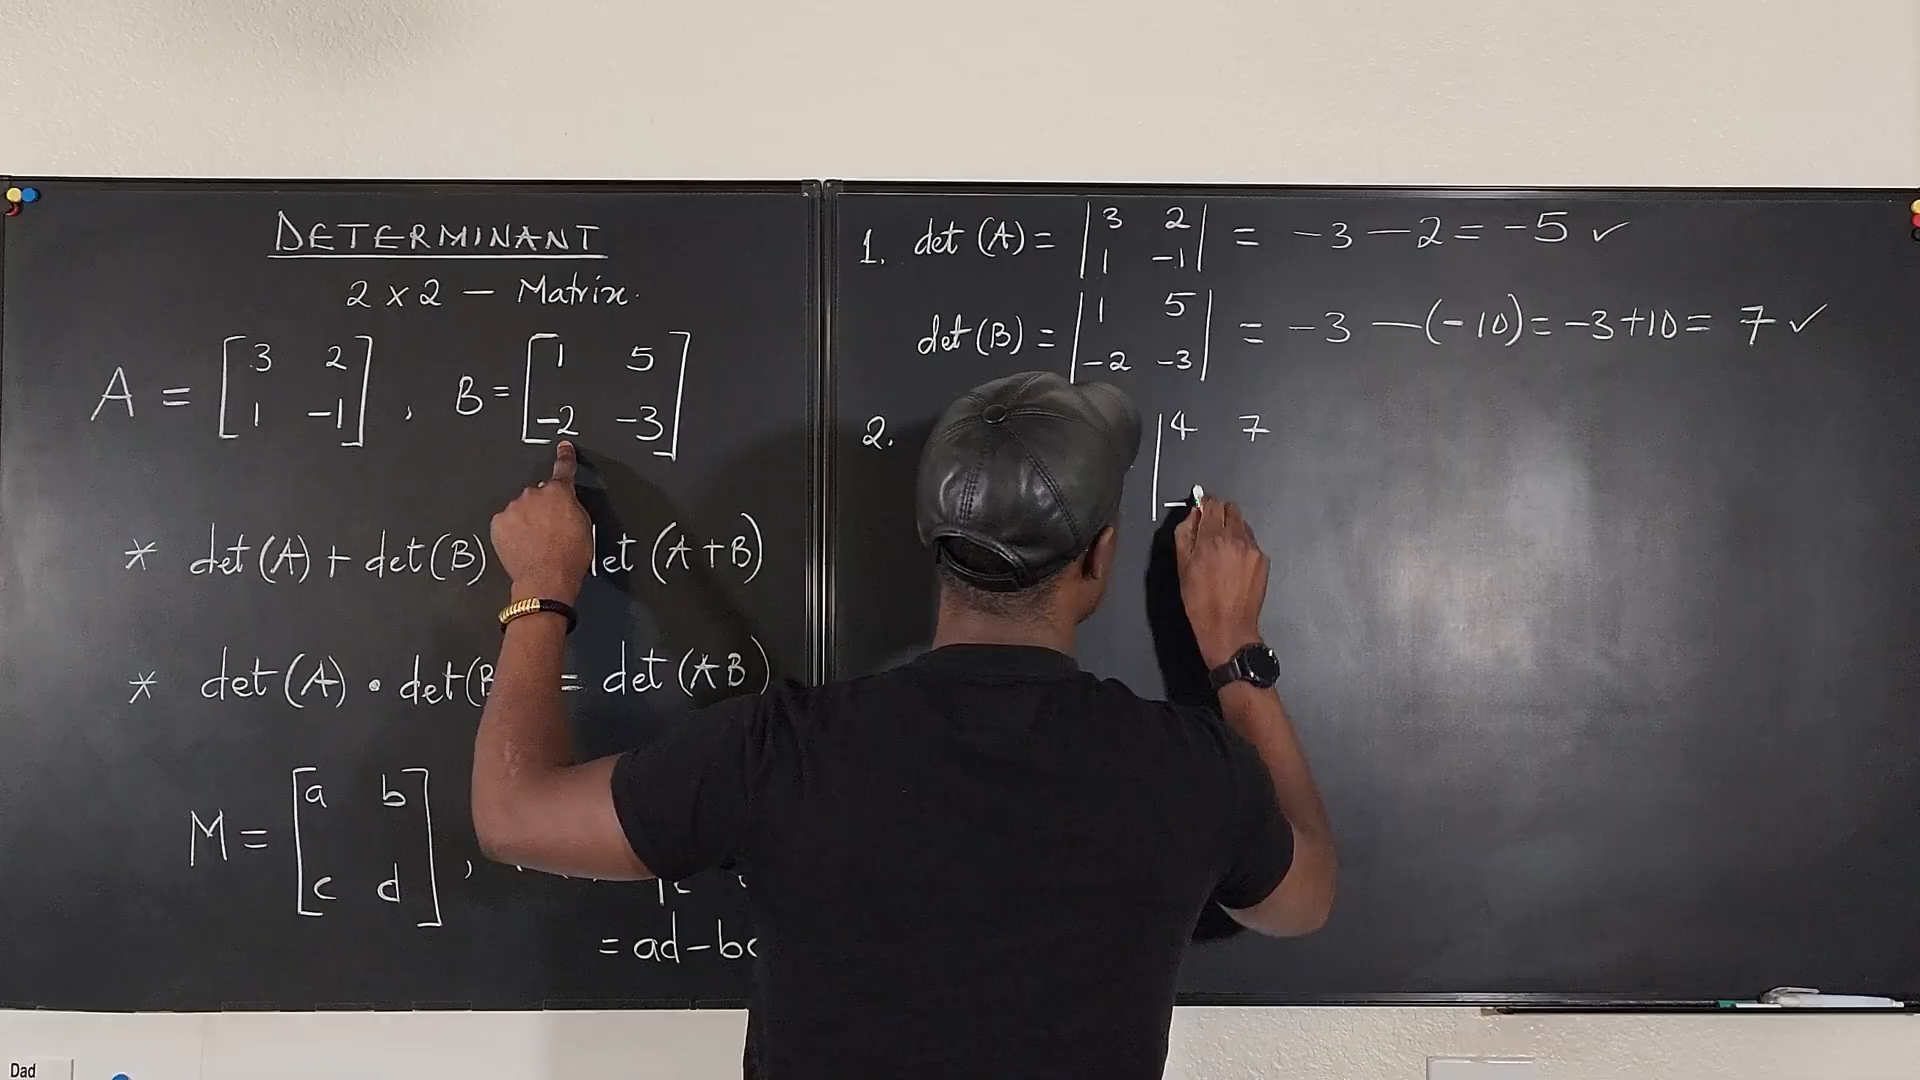 DETERMINANT
2 × 2 – Matrix.
A = [3 2
1 -1], B = [1 5
-2 -3]
* det(A) + det(B) det(A+B)
* det(A) • det(B = det(AB)
M = [a b
c d],
= ad – bc
1. det(A) = |3 2
1 -1| = -3 – 2 = -5 ✓
det(B) = |1 5
-2 -3| = -3 – (-10) = -3+10 = 7 ✓
2. |4 7
–
Dad